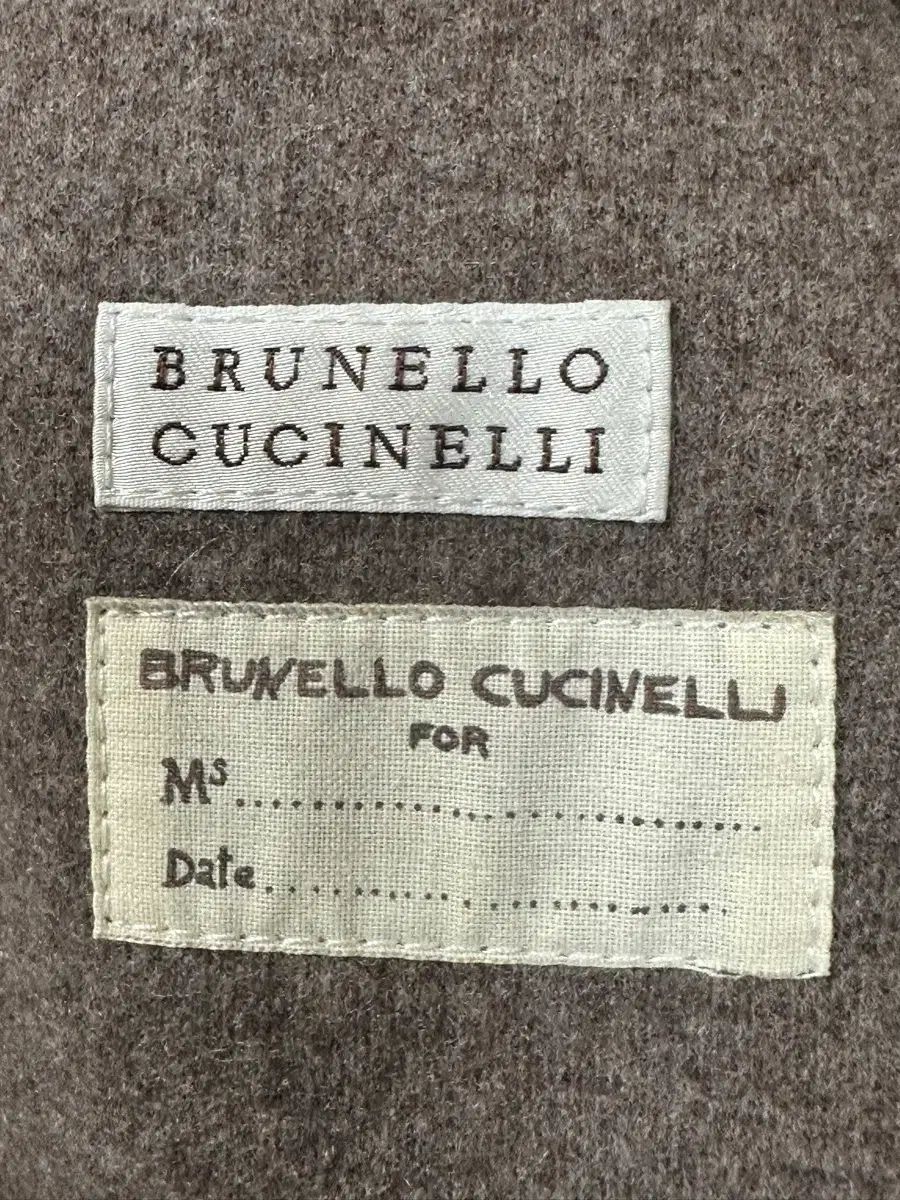 BRUNELLO
CUCINELLI
BRUNELLO CUCINELLI
FOR
Ms..............................
Date..............................